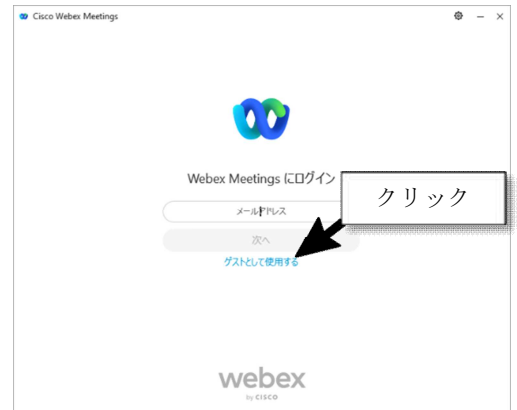 Cisco Webex Meetings
Webex Meetings にログイン
クリック
メールアドレス
次へ
ゲストとして使用する
webex
by CISCO